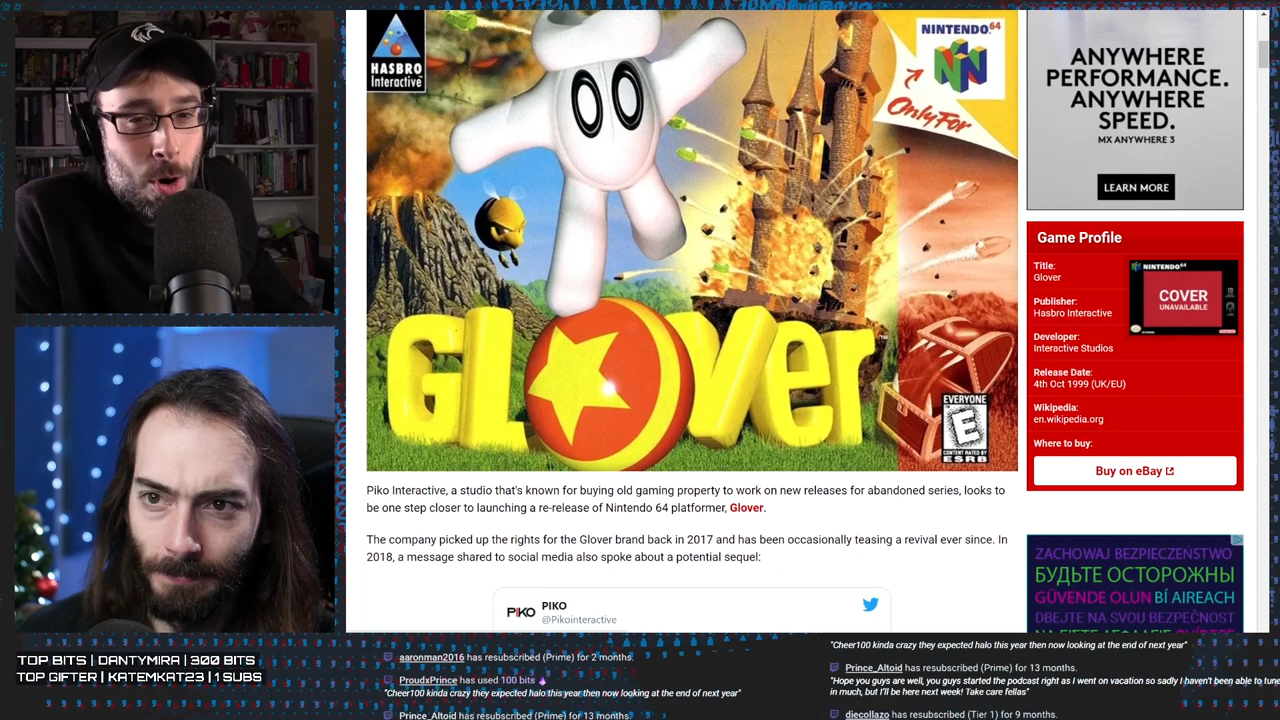 HASBRO
Interactive
NINTENDO 64
Only For
GLOVER
EVERYONE
E
CONTENT RATED BY
ESRB
ANYWHERE
PERFORMANCE.
ANYWHERE
SPEED.
MX ANYWHERE 3
LEARN MORE
Game Profile
Title:
Glover
Publisher:
Hasbro Interactive
Developer:
Interactive Studios
Release Date:
4th Oct 1999 (UK/EU)
Wikipedia:
en.wikipedia.org
Where to buy:
Buy on eBay
NINTENDO 64
COVER
UNAVAILABLE
Piko Interactive, a studio that's known for buying old gaming property to work on new releases for abandoned series, looks to
be one step closer to launching a re-release of Nintendo 64 platformer, Glover.
The company picked up the rights for the Glover brand back in 2017 and has been occasionally teasing a revival ever since. In
2018, a message shared to social media also spoke about a potential sequel:
PIKO
PIKO
@Pikointeractive
ZACHOWAJ BEZPIECZEŃSTWO
БУДЬТЕ ОСТОРОЖНЫ
GÜVENDE OLUN BÍ AIREACH
DBEJTE NA SVOU BEZPEČNOST
TOP BITS | DANTYMIRA | 300 BITS
TOP GIFTER | KATEMKAT23 | 1 SUBS
aaronman2016 has resubscribed (Prime) for 2 months.
ProudxPrince has used 100 bits
"Cheer100 kinda crazy they expected halo this year then now looking at the end of next year"
Prince_Altoid has resubscribed (Prime) for 13 months.
"Cheer100 kinda crazy they expected halo this year then now looking at the end of next year"
Prince_Altoid has resubscribed (Prime) for 13 months.
"Hope you guys are well, you guys started the podcast right as I went on vacation so sadly I haven't been able to tune
in much, but I'll be here next week! Take care fellas"
diecollazo has resubscribed (Tier 1) for 9 months.